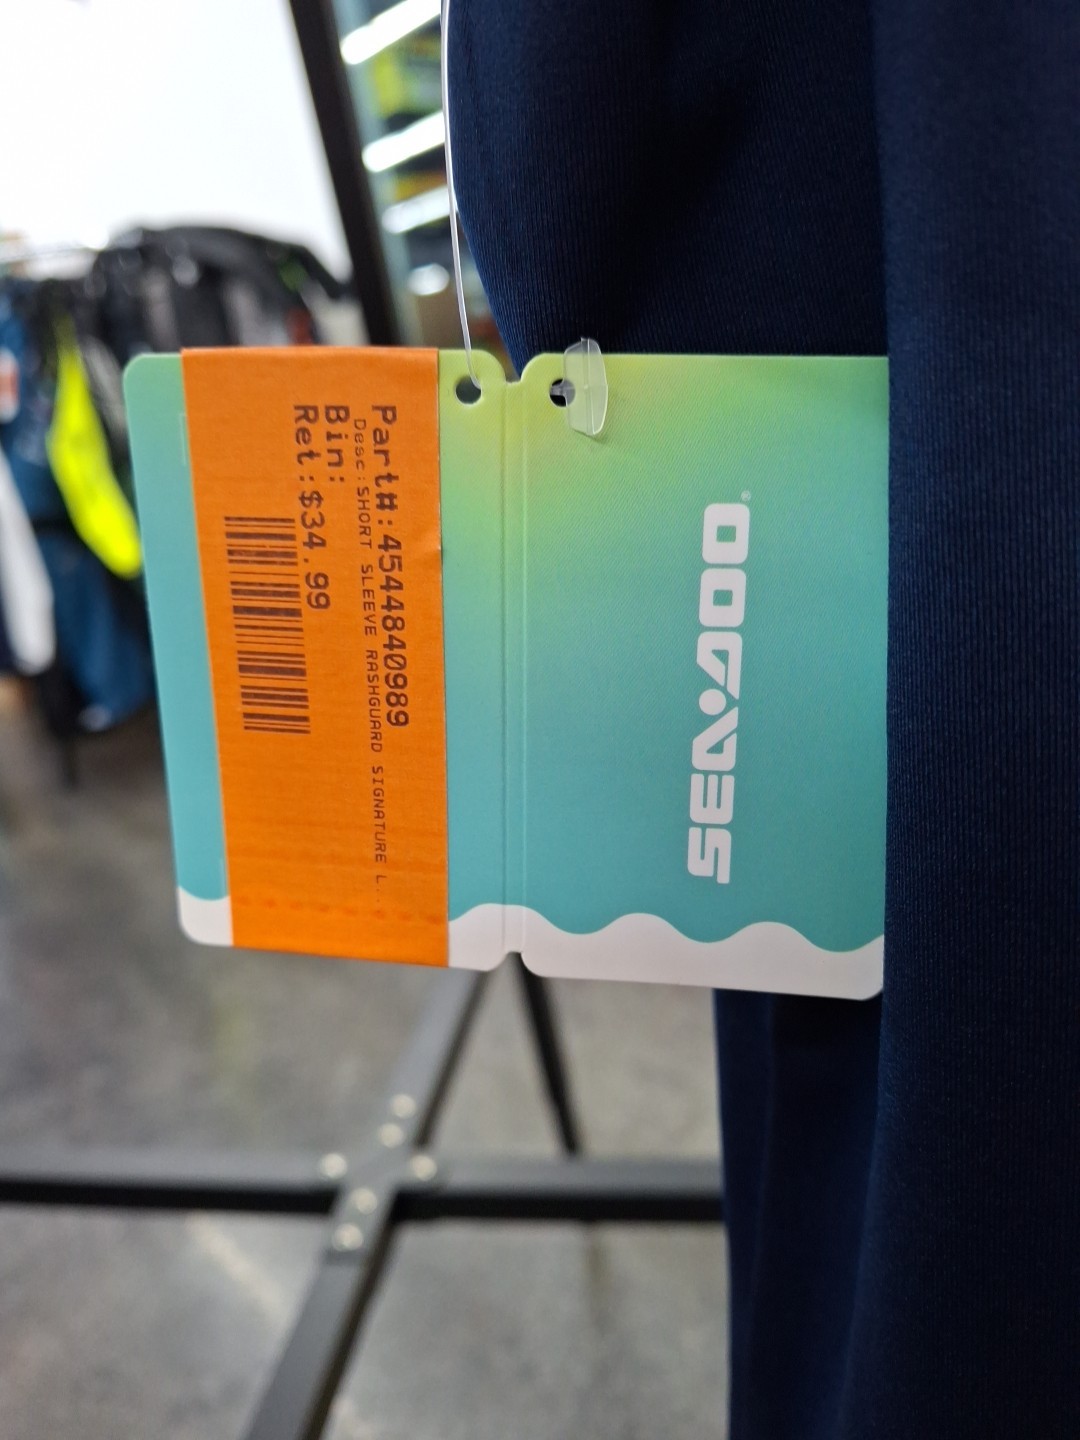 Part#:4544840989
Desc:SHORT SLEEVE RASHGUARD SIGNATURE L...
Bin:
Ret:$34.99
SEA-DOO®